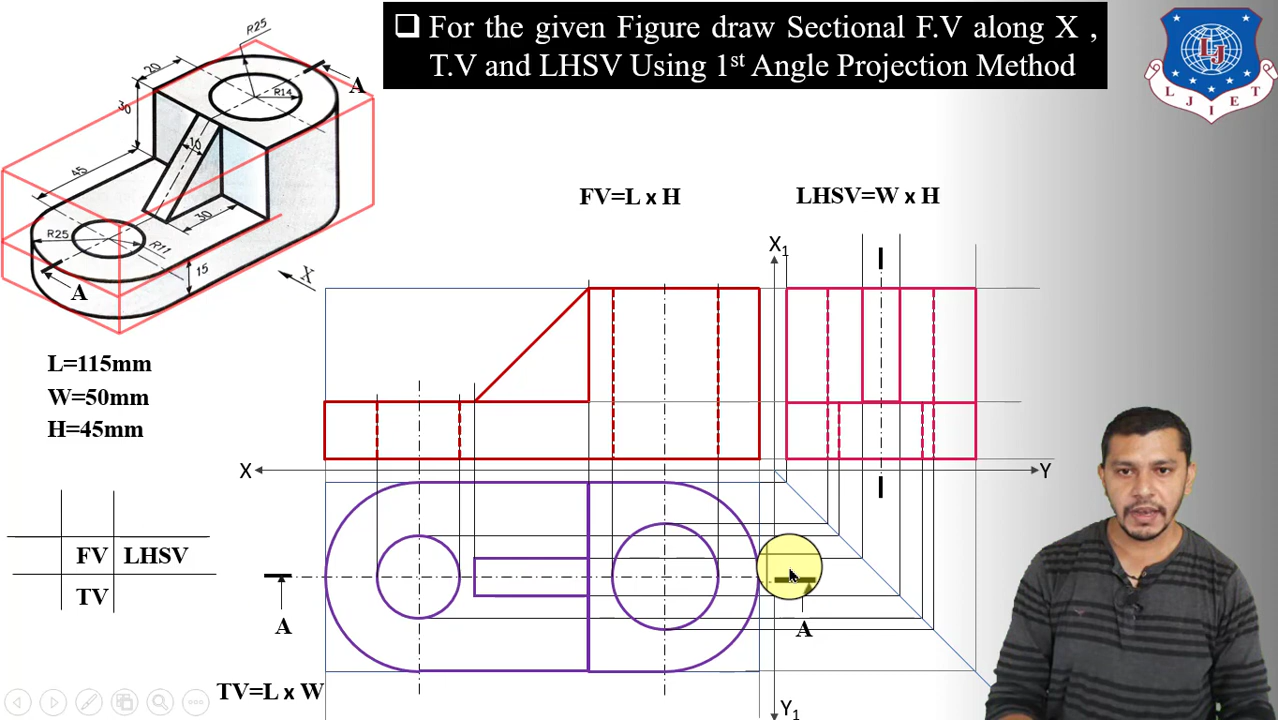 ❑ For the given Figure draw Sectional F.V along X ,
T.V and LHSV Using 1st Angle Projection Method
LJIET
R25
20
A
30
R14
10
45
30
R25
R11
15
X
A
L=115mm
W=50mm
H=45mm
FV=L x H
LHSV=W x H
X1
X
Y
FV
LHSV
TV
A
A
TV=L x W
Y1